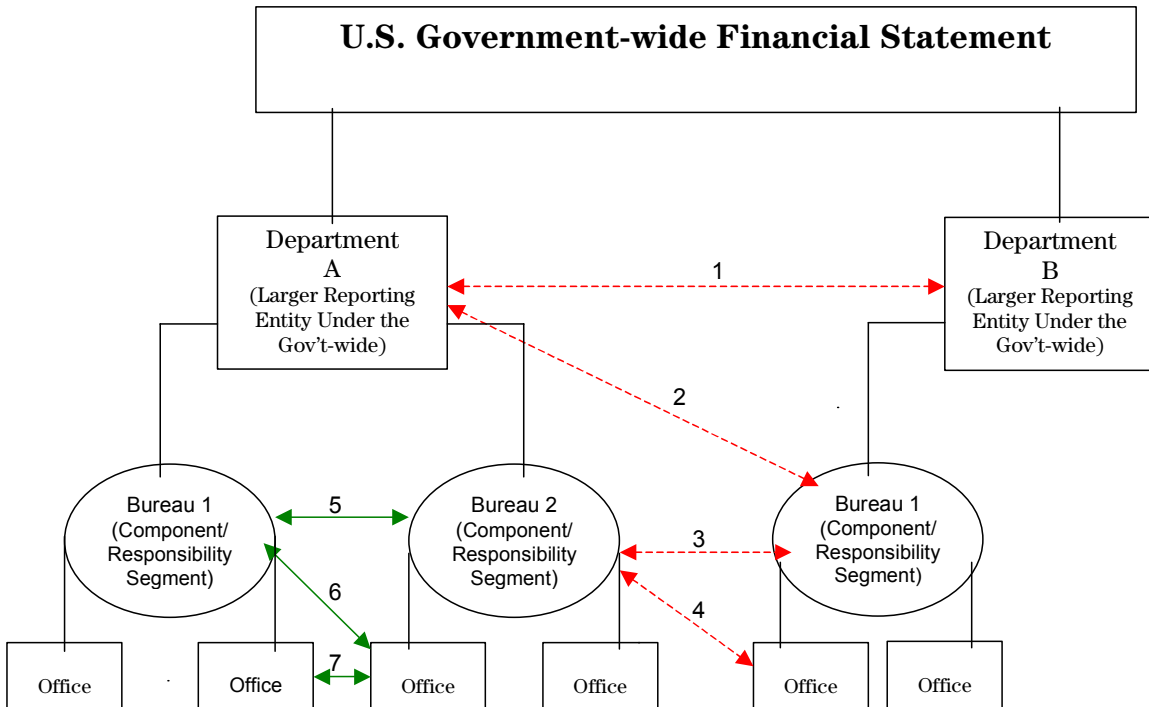 U.S. Government-wide Financial Statement
Department
A
(Larger Reporting
Entity Under the
Gov't-wide)
1
Department
B
(Larger Reporting
Entity Under the
Gov't-wide)
2
Bureau 1
(Component/
Responsibility
Segment)
5
Bureau 2
(Component/
Responsibility
Segment)
3
Bureau 1
(Component/
Responsibility
Segment)
6
4
7
Office
Office
Office
Office
Office
Office